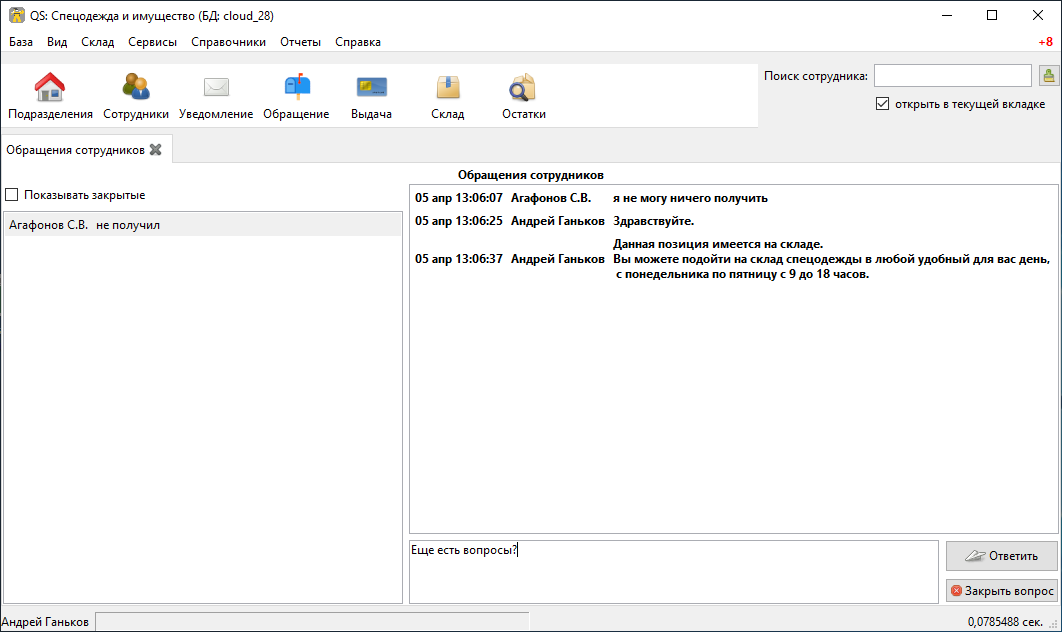 QS: Спецодежда и имущество (БД: cloud_28)
База Вид Склад Сервисы Справочники Отчеты Справка +8
Подразделения Сотрудники Уведомление Обращение Выдача Склад Остатки
Поиск сотрудника:
открыть в текущей вкладке
Обращения сотрудников
Обращения сотрудников
Показывать закрытые
Агафонов С.В. не получил
05 апр 13:06:07 Агафонов С.В. я не могу ничего получить
05 апр 13:06:25 Андрей Ганьков Здравствуйте.
Данная позиция имеется на складе.
05 апр 13:06:37 Андрей Ганьков Вы можете подойти на склад спецодежды в любой удобный для вас день,
с понедельника по пятницу с 9 до 18 часов.
Еще есть вопросы?
Ответить
Закрыть вопрос
Андрей Ганьков
0,0785488 сек.